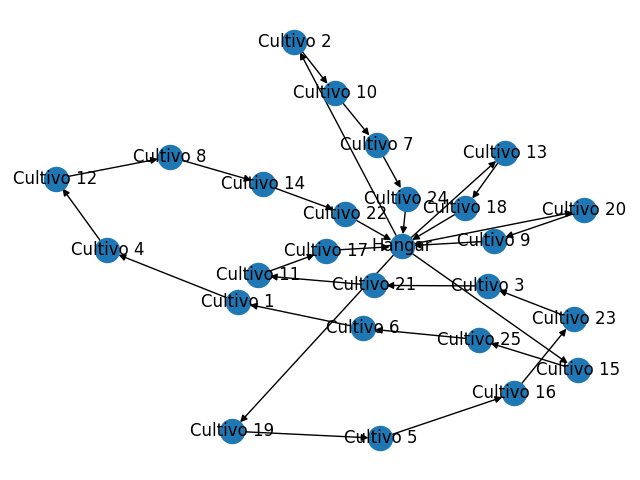 Cultivo 2
Cultivo 10
Cultivo 7
Cultivo 8
Cultivo 13
Cultivo 12
Cultivo 14
Cultivo 24
Cultivo 18
Cultivo 20
Cultivo 22
Cultivo 9
Hangar
Cultivo 4
Cultivo 17
Cultivo 11
Cultivo 21
Cultivo 3
Cultivo 1
Cultivo 23
Cultivo 6
Cultivo 25
Cultivo 15
Cultivo 16
Cultivo 19
Cultivo 5